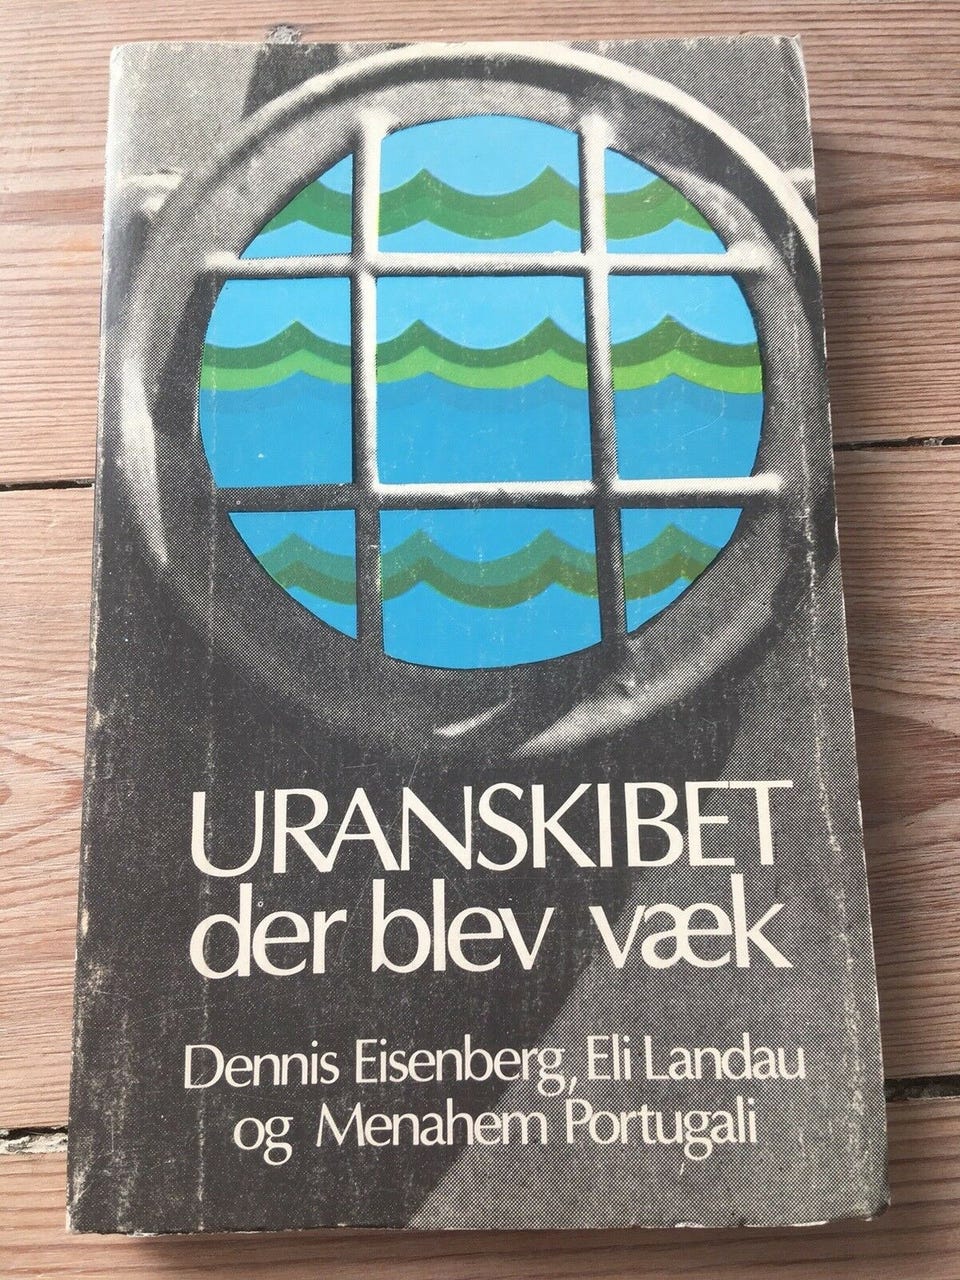 URANSKIBET
der blev væk
Dennis Eisenberg, Eli Landau
og Menahem Portugali